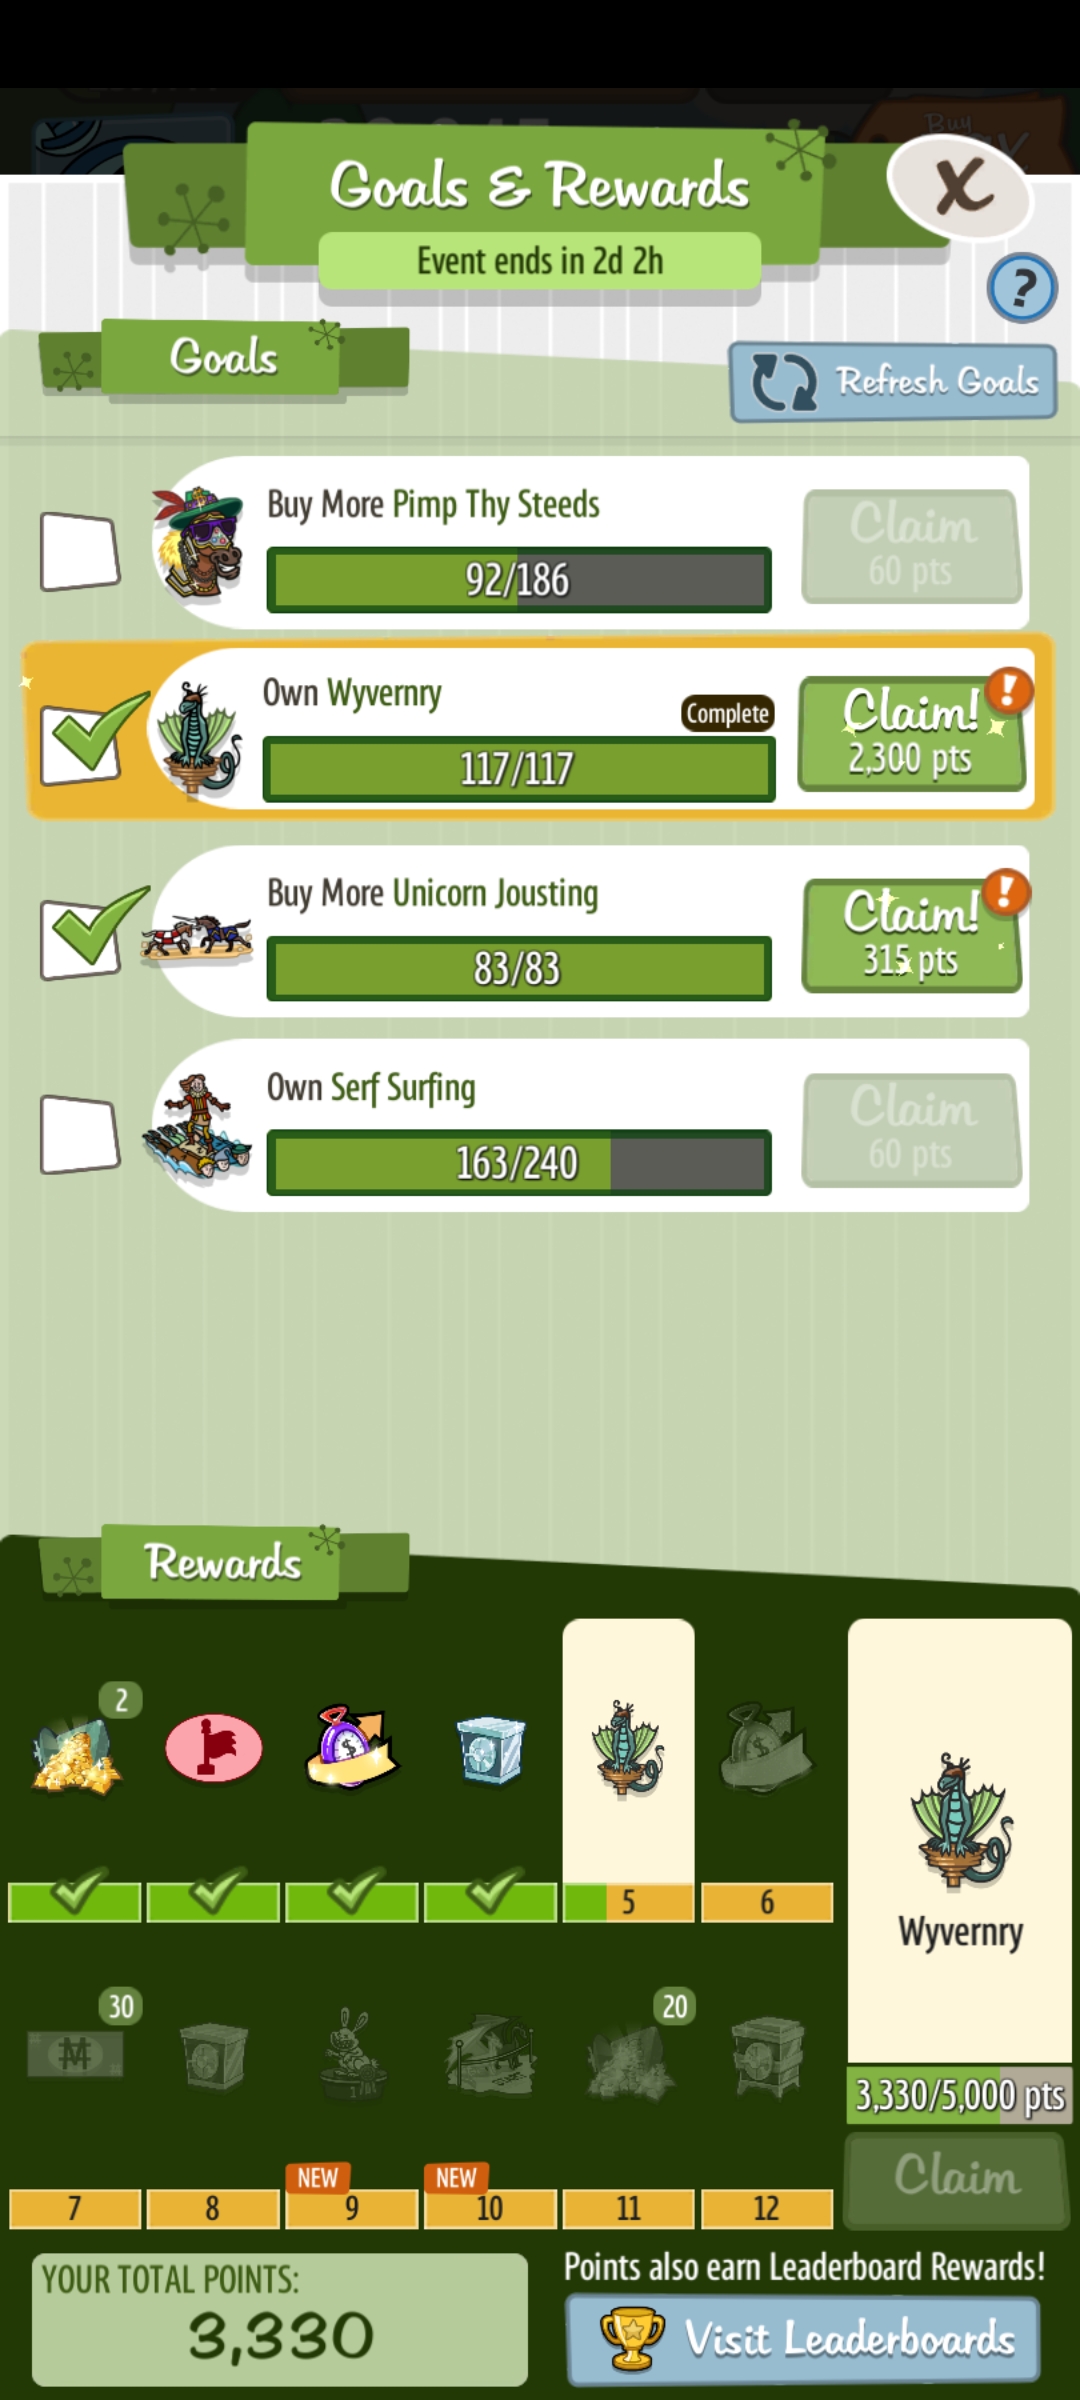 Buy
Goals & Rewards
X
Event ends in 2d 2h
?
Goals
Refresh Goals
Buy More Pimp Thy Steeds
92/186
Claim
60 pts
Own Wyvernry
Complete
117/117
Claim!
2,300 pts
!
Buy More Unicorn Jousting
83/83
Claim!
315 pts
!
Own Serf Surfing
163/240
Claim
60 pts
Rewards
2
5
6
Wyvernry
30
20
3,330/5,000 pts
Claim
NEW
NEW
7
8
9
10
11
12
YOUR TOTAL POINTS:
3,330
Points also earn Leaderboard Rewards!
Visit Leaderboards